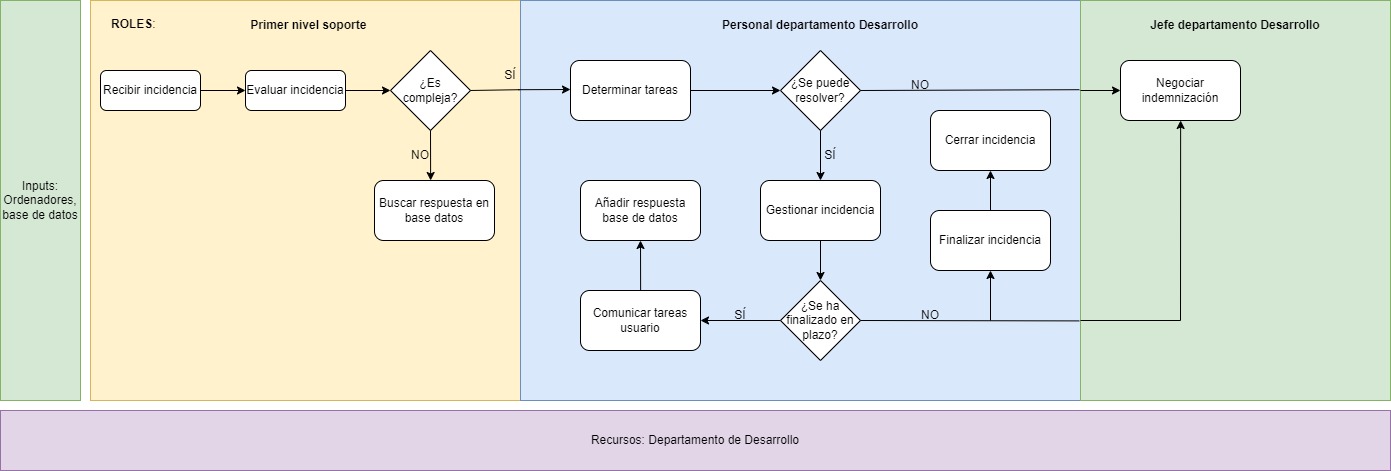 Inputs:
Ordenadores,
base de datos
ROLES:
Primer nivel soporte
Recibir incidencia
Evaluar incidencia
¿Es
compleja?
SÍ
NO
Buscar respuesta en
base datos
Personal departamento Desarrollo
Determinar tareas
¿Se puede
resolver?
NO
SÍ
Gestionar incidencia
¿Se ha
finalizado en
plazo?
SÍ
NO
Comunicar tareas
usuario
Añadir respuesta
base de datos
Finalizar incidencia
Cerrar incidencia
Jefe departamento Desarrollo
Negociar
indemnización
Recursos: Departamento de Desarrollo